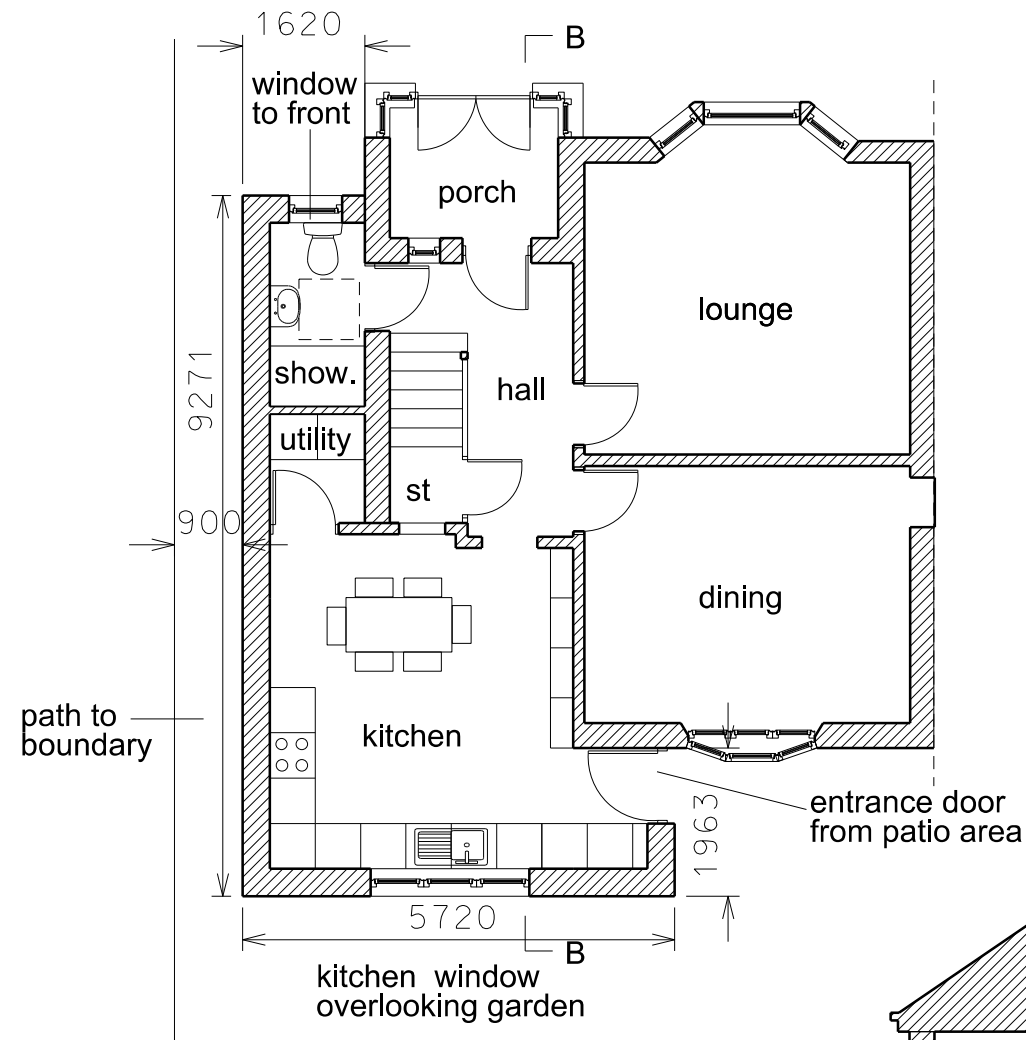 1620
B
window
to front
porch
lounge
9271
show.
hall
utility
st
900
dining
path to
boundary
kitchen
1963
entrance door
from patio area
5720
B
kitchen window
overlooking garden